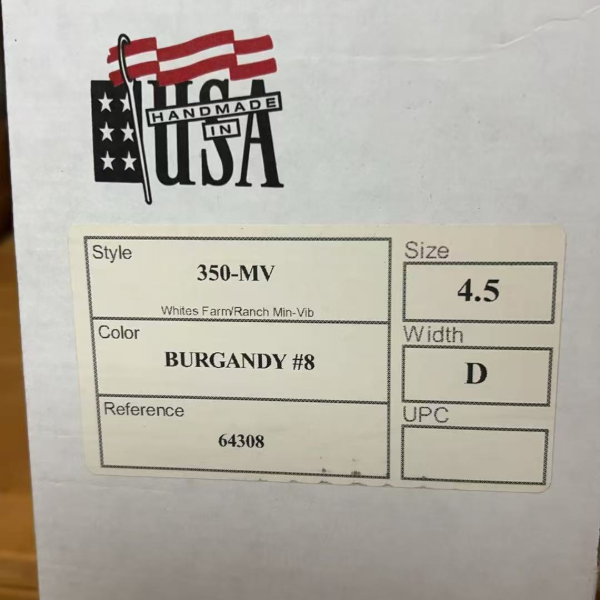 HANDMADE
IN
USA
Style
350-MV
Whites Farm/Ranch Min-Vib
Color
BURGANDY #8
Reference
64308
Size
4.5
Width
D
UPC